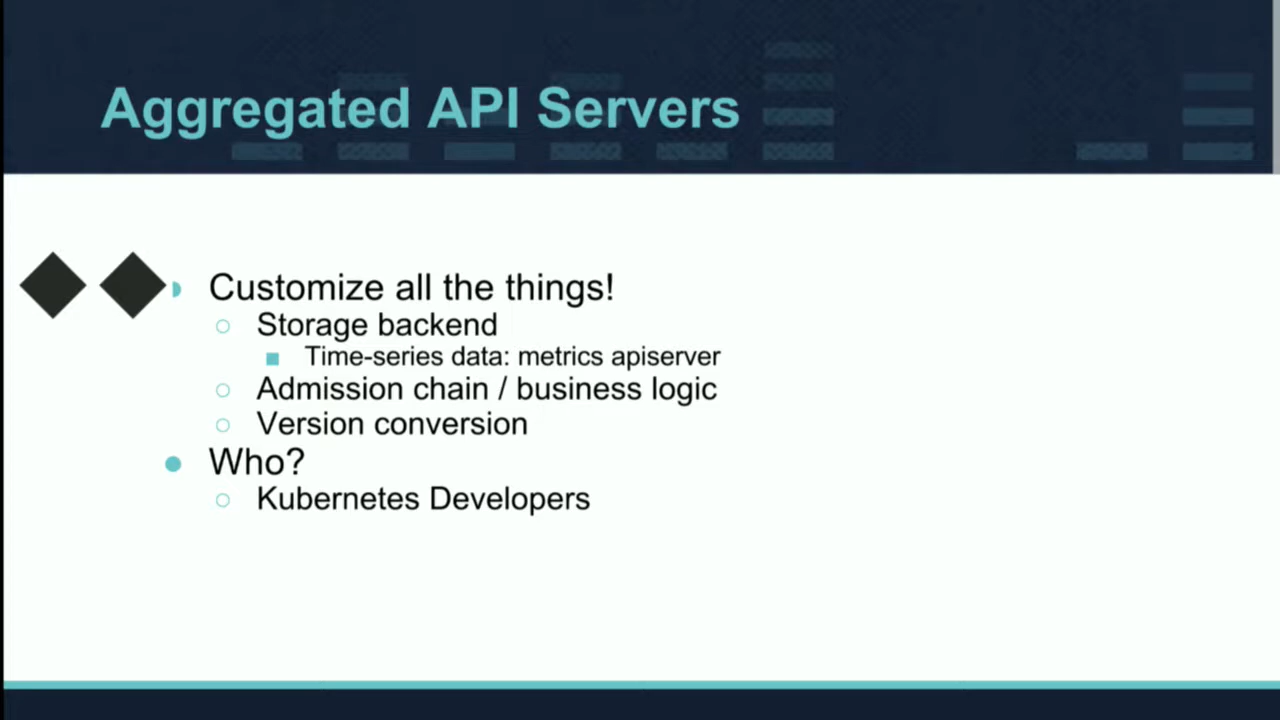 Aggregated API Servers
Customize all the things!
Storage backend
Time-series data: metrics apiserver
Admission chain / business logic
Version conversion
Who?
Kubernetes Developers